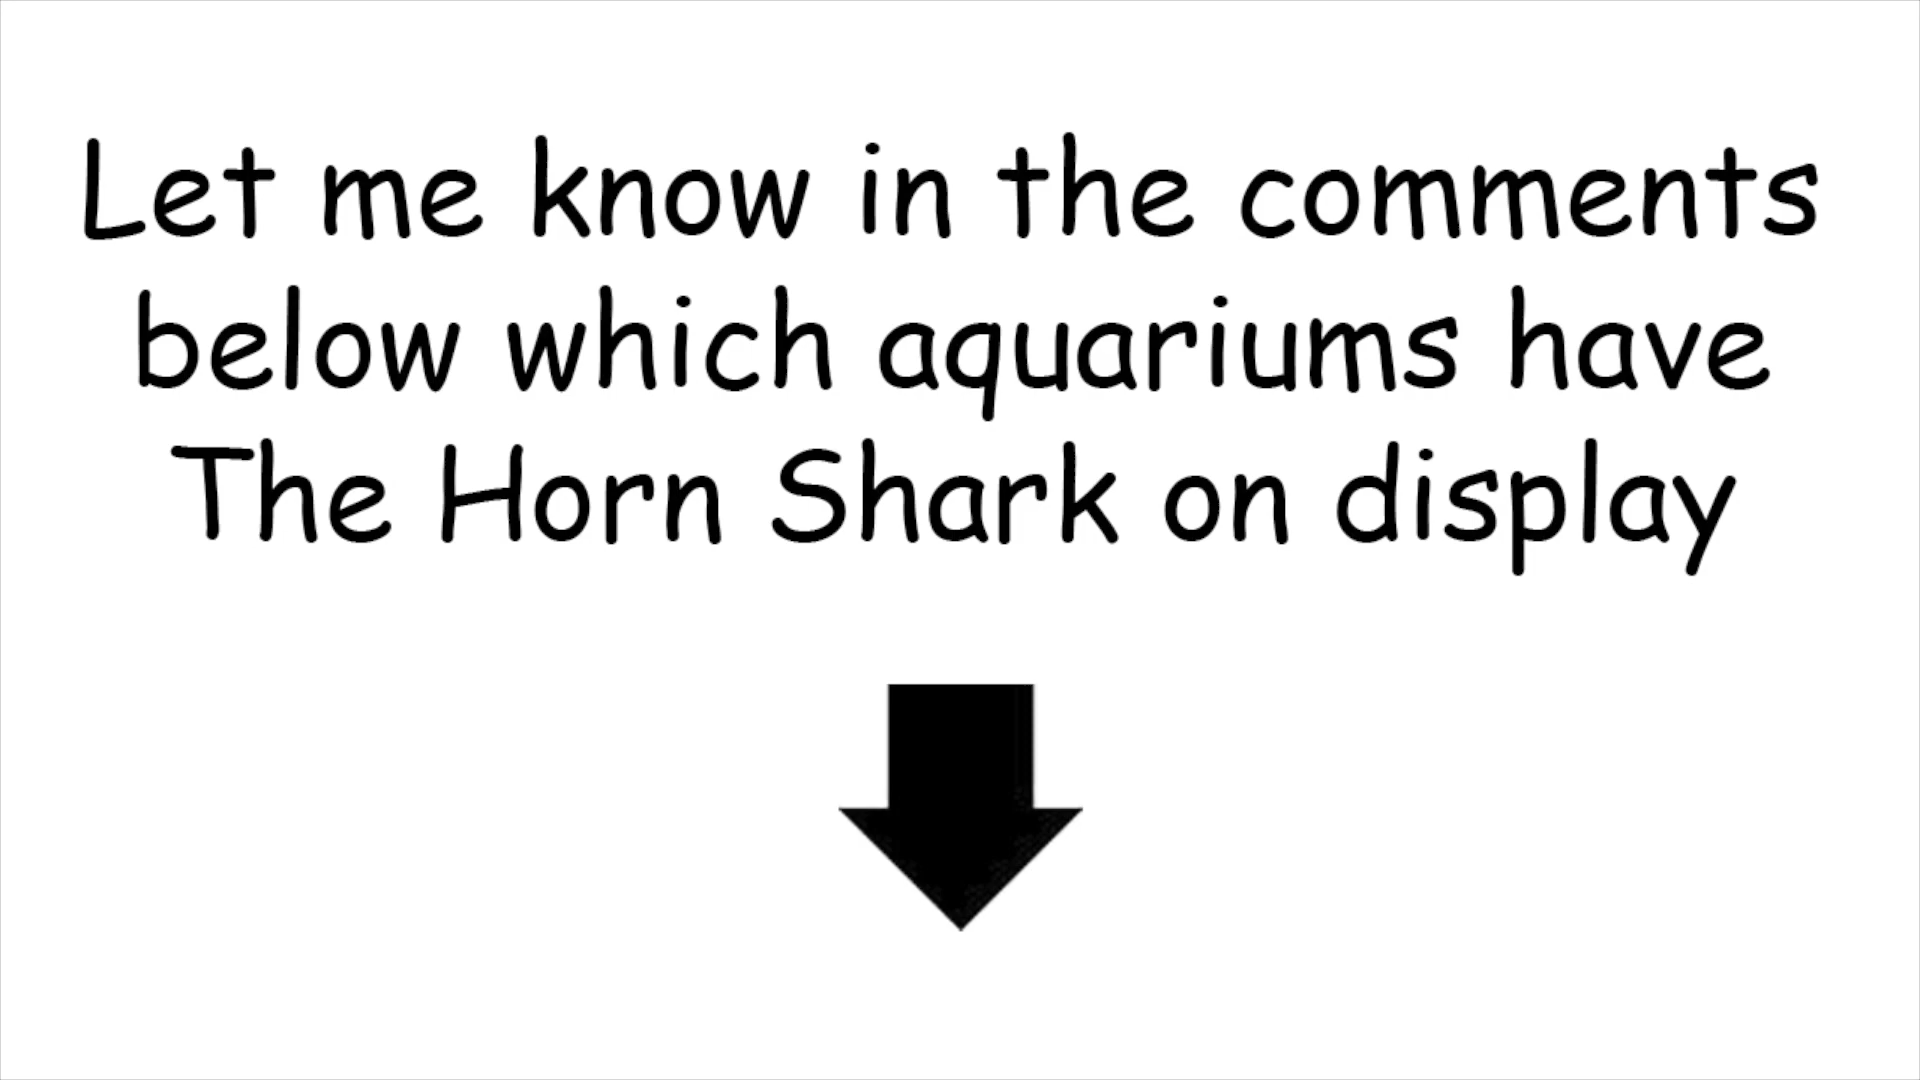 Let me know in the comments
below which aquariums have
The Horn Shark on display